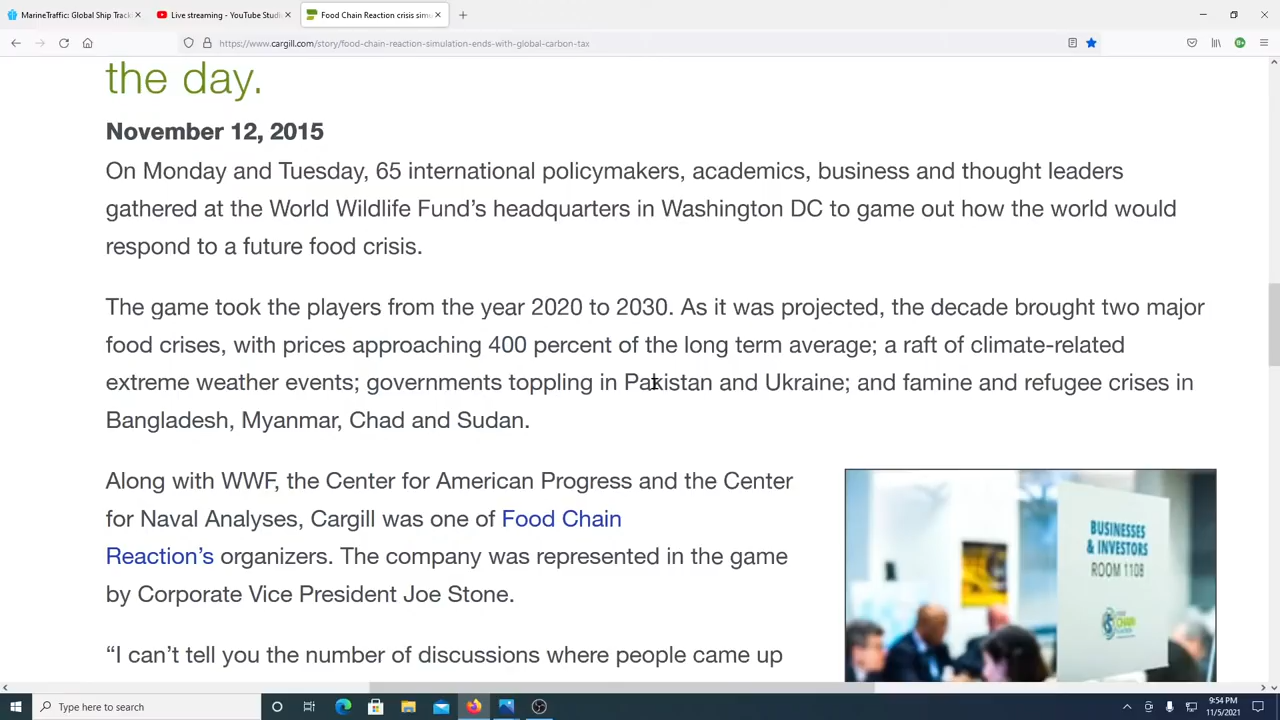 MarineTraffic: Global Ship Track
Live streaming - YouTube Studi
Food Chain Reaction crisis simu
https://www.cargill.com/story/food-chain-reaction-simulation-ends-with-global-carbon-tax
the day.
November 12, 2015
On Monday and Tuesday, 65 international policymakers, academics, business and thought leaders
gathered at the World Wildlife Fund’s headquarters in Washington DC to game out how the world would
respond to a future food crisis.
The game took the players from the year 2020 to 2030. As it was projected, the decade brought two major
food crises, with prices approaching 400 percent of the long term average; a raft of climate-related
extreme weather events; governments toppling in Pakistan and Ukraine; and famine and refugee crises in
Bangladesh, Myanmar, Chad and Sudan.
Along with WWF, the Center for American Progress and the Center
for Naval Analyses, Cargill was one of Food Chain
Reaction’s organizers. The company was represented in the game
by Corporate Vice President Joe Stone.
“I can’t tell you the number of discussions where people came up
BUSINESSES
& INVESTORS
ROOM 110B
Type here to search
9:54 PM
11/5/2021